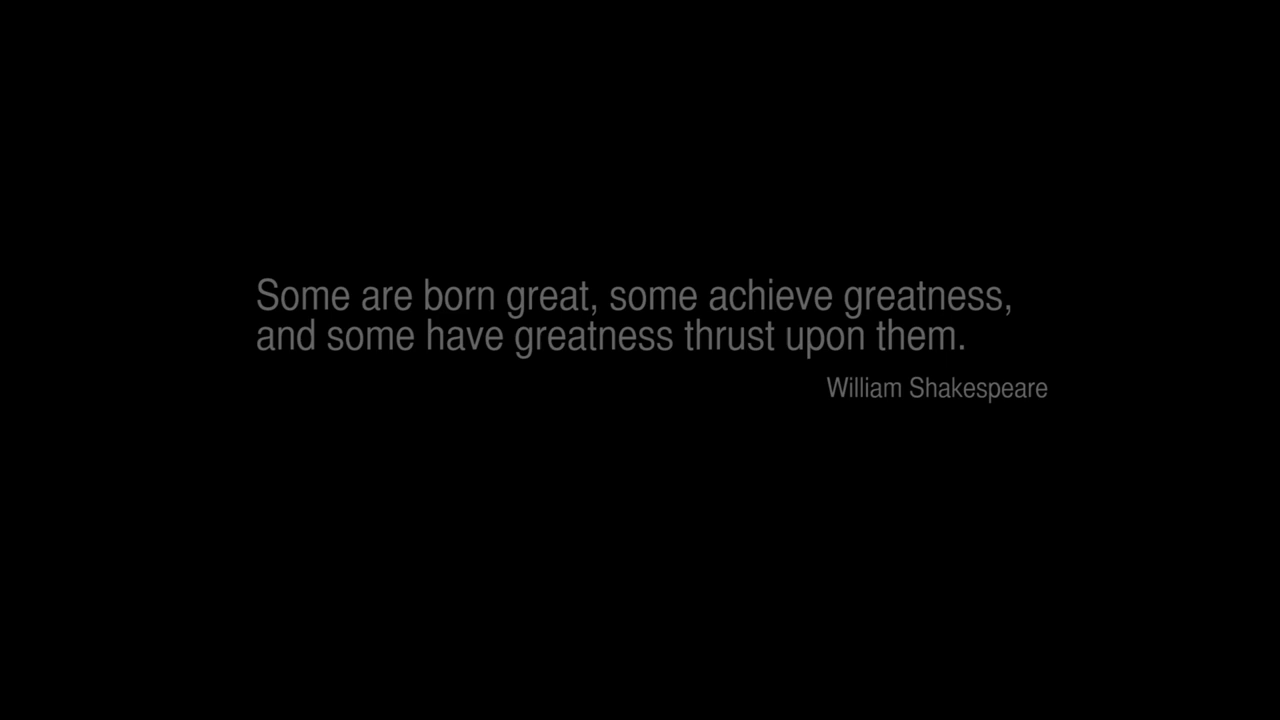 Some are born great, some achieve greatness,
and some have greatness thrust upon them.
William Shakespeare